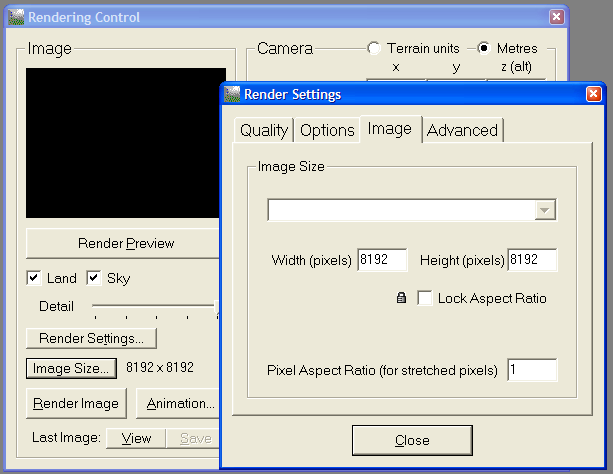 Rendering Control
Image
Camera
Terrain units
Metres
x y z (alt)
Render Preview
Land
Sky
Detail
Render Settings...
Image Size...
8192 x 8192
Render Image
Animation...
Last Image:
View
Save
Render Settings
Quality
Options
Image
Advanced
Image Size
Width (pixels) 8192
Height (pixels) 8192
Lock Aspect Ratio
Pixel Aspect Ratio (for stretched pixels) 1
Close